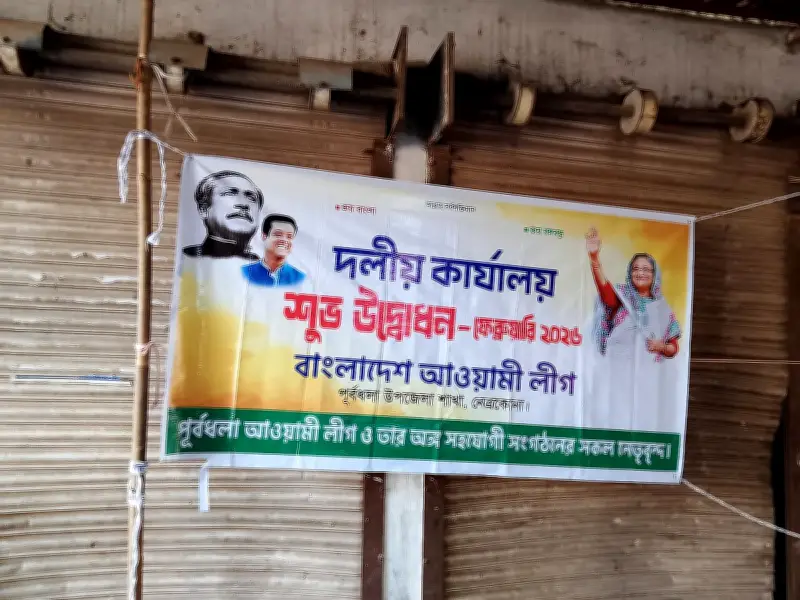 জয় বাংলা
জয় বঙ্গবন্ধু
দলীয় কার্যালয়
শুভ উদ্বোধন - ফেব্রুয়ারি ২০২৬
বাংলাদেশ আওয়ামী লীগ
পূর্বধলা উপজেলা শাখা, নেত্রকোনা।
পূর্বধলা আওয়ামী লীগ ও তার অঙ্গ সহযোগী সংগঠনের সকল নেতৃবৃন্দ।